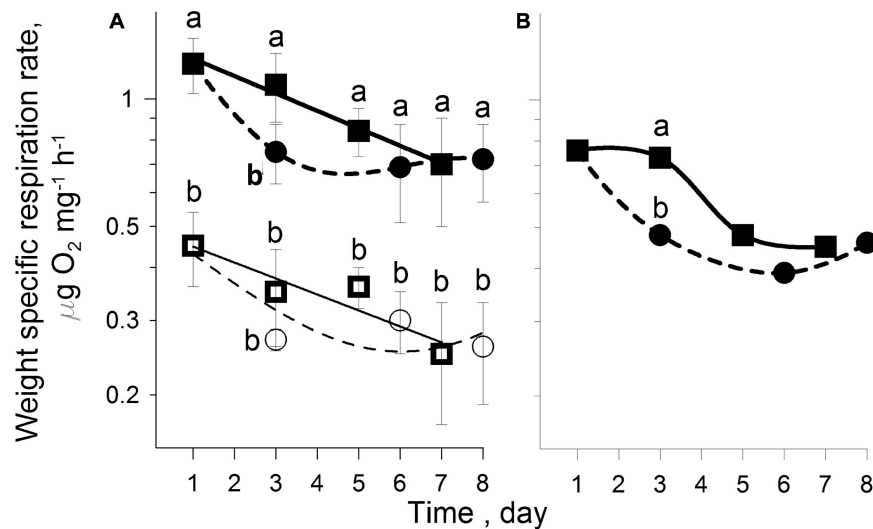 A
B
Weight specific respiration rate,
μg O₂ mg⁻¹ h⁻¹
a
a
a
a
a
a
b
b
b
b
b
b
b
b
a
b
1
0.5
0.3
0.2
1 2 3 4 5 6 7 8
1 2 3 4 5 6 7 8
Time , day